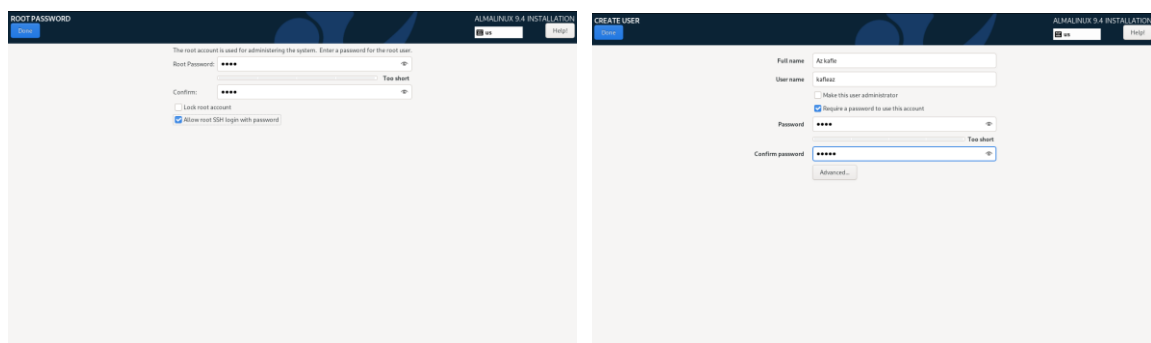 ROOT PASSWORD
ALMALINUX 9.4 INSTALLATION
Done
us
Help!
The root account is used for administering the system. Enter a password for the root user.
Root Password: ••••
Too short
Confirm: ••••
Lock root account
Allow root SSH login with password
CREATE USER
ALMALINUX 9.4 INSTALLATION
Done
us
Help!
Full name Az kafle
User name kafleaz
Make this user administrator
Require a password to use this account
Password ••••
Too short
Confirm password •••••
Advanced...